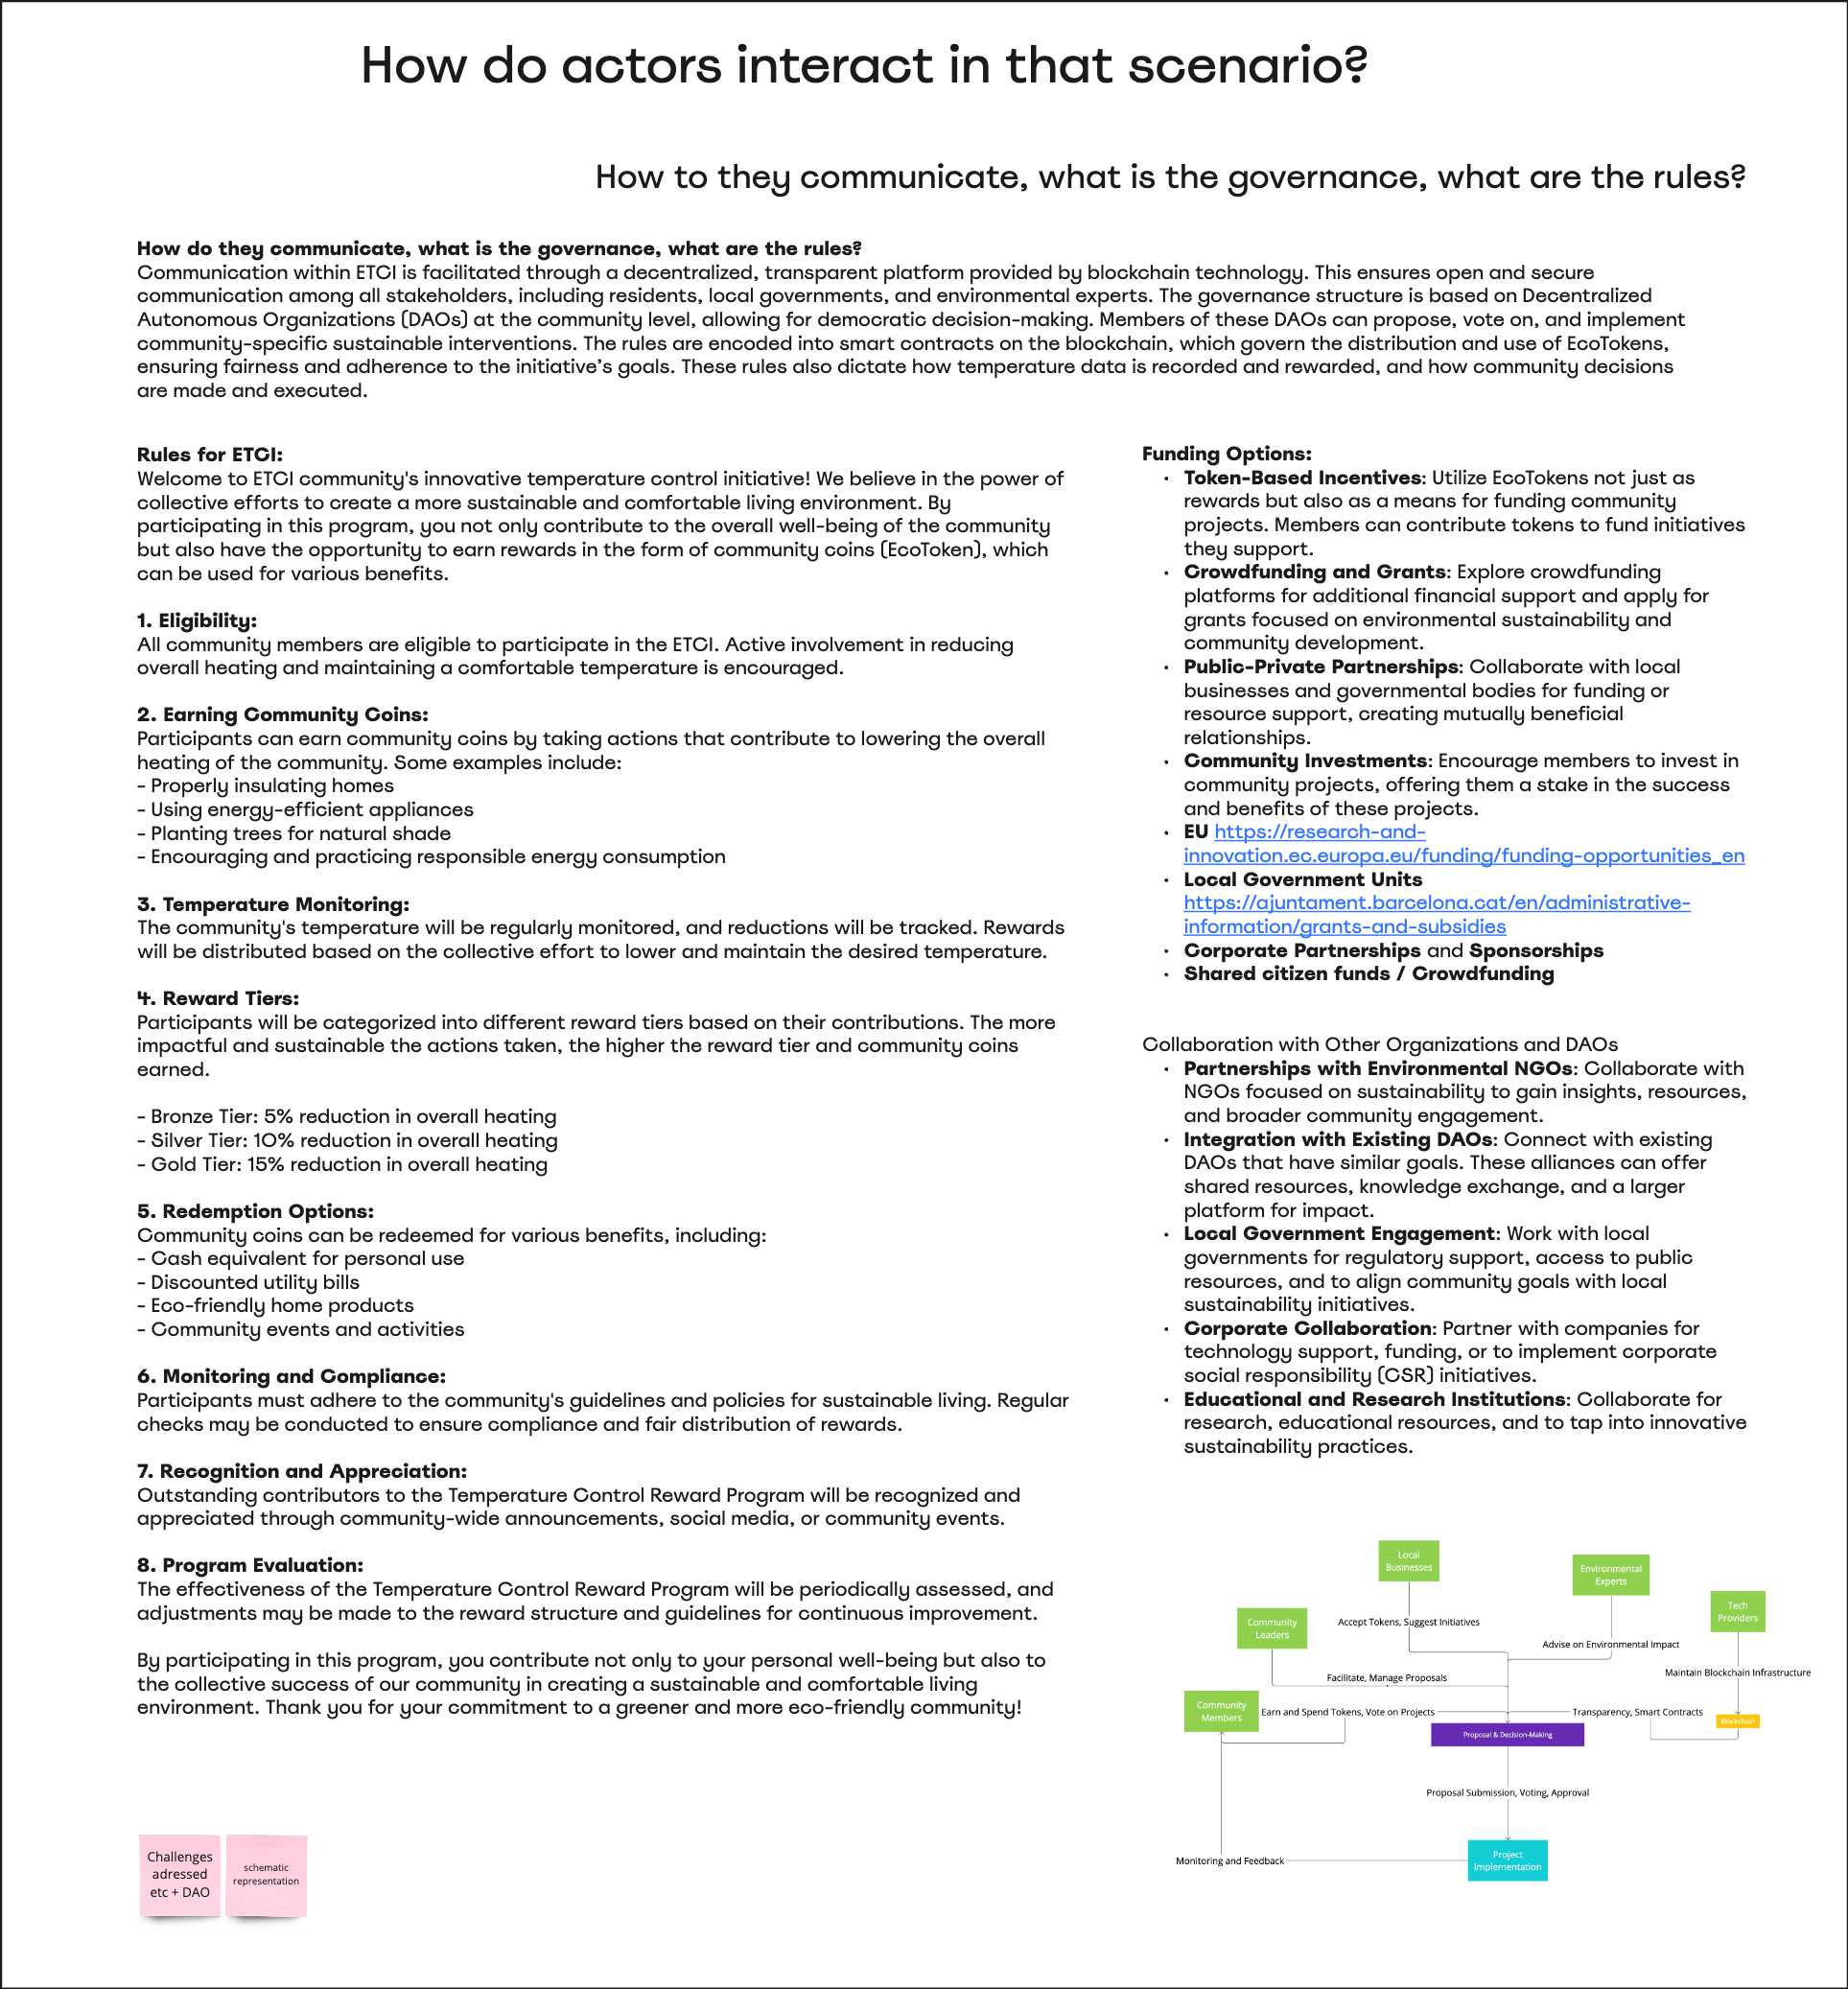 How do actors interact in that scenario?
How to they communicate, what is the governance, what are the rules?
How do they communicate, what is the governance, what are the rules?
Communication within ETCI is facilitated through a decentralized, transparent platform provided by blockchain technology. This ensures open and secure
communication among all stakeholders, including residents, local governments, and environmental experts. The governance structure is based on Decentralized
Autonomous Organizations (DAOs) at the community level, allowing for democratic decision-making. Members of these DAOs can propose, vote on, and implement
community-specific sustainable interventions. The rules are encoded into smart contracts on the blockchain, which govern the distribution and use of EcoTokens,
ensuring fairness and adherence to the initiative's goals. These rules also dictate how temperature data is recorded and rewarded, and how community decisions
are made and executed.
Rules for ETCI:
Welcome to ETCI community's innovative temperature control initiative! We believe in the power of
collective efforts to create a more sustainable and comfortable living environment. By
participating in this program, you not only contribute to the overall well-being of the community
but also have the opportunity to earn rewards in the form of community coins (EcoToken), which
can be used for various benefits.
1. Eligibility:
All community members are eligible to participate in the ETCI. Active involvement in reducing
overall heating and maintaining a comfortable temperature is encouraged.
2. Earning Community Coins:
Participants can earn community coins by taking actions that contribute to lowering the overall
heating of the community. Some examples include:
- Properly insulating homes
- Using energy-efficient appliances
- Planting trees for natural shade
- Encouraging and practicing responsible energy consumption
3. Temperature Monitoring:
The community's temperature will be regularly monitored, and reductions will be tracked. Rewards
will be distributed based on the collective effort to lower and maintain the desired temperature.
4. Reward Tiers:
Participants will be categorized into different reward tiers based on their contributions. The more
impactful and sustainable the actions taken, the higher the reward tier and community coins
earned.
- Bronze Tier: 5% reduction in overall heating
- Silver Tier: 10% reduction in overall heating
- Gold Tier: 15% reduction in overall heating
5. Redemption Options:
Community coins can be redeemed for various benefits, including:
- Cash equivalent for personal use
- Discounted utility bills
- Eco-friendly home products
- Community events and activities
6. Monitoring and Compliance:
Participants must adhere to the community's guidelines and policies for sustainable living. Regular
checks may be conducted to ensure compliance and fair distribution of rewards.
7. Recognition and Appreciation:
Outstanding contributors to the Temperature Control Reward Program will be recognized and
appreciated through community-wide announcements, social media, or community events.
8. Program Evaluation:
The effectiveness of the Temperature Control Reward Program will be periodically assessed, and
adjustments may be made to the reward structure and guidelines for continuous improvement.
By participating in this program, you contribute not only to your personal well-being but also to
the collective success of our community in creating a sustainable and comfortable living
environment. Thank you for your commitment to a greener and more eco-friendly community!
Funding Options:
• Token-Based Incentives: Utilize EcoTokens not just as
rewards but also as a means for funding community
projects. Members can contribute tokens to fund initiatives
they support.
• Crowdfunding and Grants: Explore crowdfunding
platforms for additional financial support and apply for
grants focused on environmental sustainability and
community development.
• Public-Private Partnerships: Collaborate with local
businesses and governmental bodies for funding or
resource support, creating mutually beneficial
relationships.
• Community Investments: Encourage members to invest in
community projects, offering them a stake in the success
and benefits of these projects.
• EU https://research-and-
innovation.ec.europa.eu/funding/funding-opportunities_en
• Local Government Units
https://ajuntament.barcelona.cat/en/administrative-
information/grants-and-subsidies
• Corporate Partnerships and Sponsorships
• Shared citizen funds / Crowdfunding
Collaboration with Other Organizations and DAOs
• Partnerships with Environmental NGOs: Collaborate with
NGOs focused on sustainability to gain insights, resources,
and broader community engagement.
• Integration with Existing DAOs: Connect with existing
DAOs that have similar goals. These alliances can offer
shared resources, knowledge exchange, and a larger
platform for impact.
• Local Government Engagement: Work with local
governments for regulatory support, access to public
resources, and to align community goals with local
sustainability initiatives.
• Corporate Collaboration: Partner with companies for
technology support, funding, or to implement corporate
social responsibility (CSR) initiatives.
• Educational and Research Institutions: Collaborate for
research, educational resources, and to tap into innovative
sustainability practices.
Local
Businesses
Environmental
Experts
Tech
Providers
Community
Leaders
Accept Tokens, Suggest Initiatives
Advise on Environmental Impact
Maintain Blockchain Infrastructure
Facilitate, Manage Proposals
Community
Members
Earn and Spend Tokens, Vote on Projects
Transparency, Smart Contracts
Blockchain
Proposal & Decision-Making
Proposal Submission, Voting, Approval
Monitoring and Feedback
Project
Implementation
Challenges
adressed
etc + DAO
schematic
representation